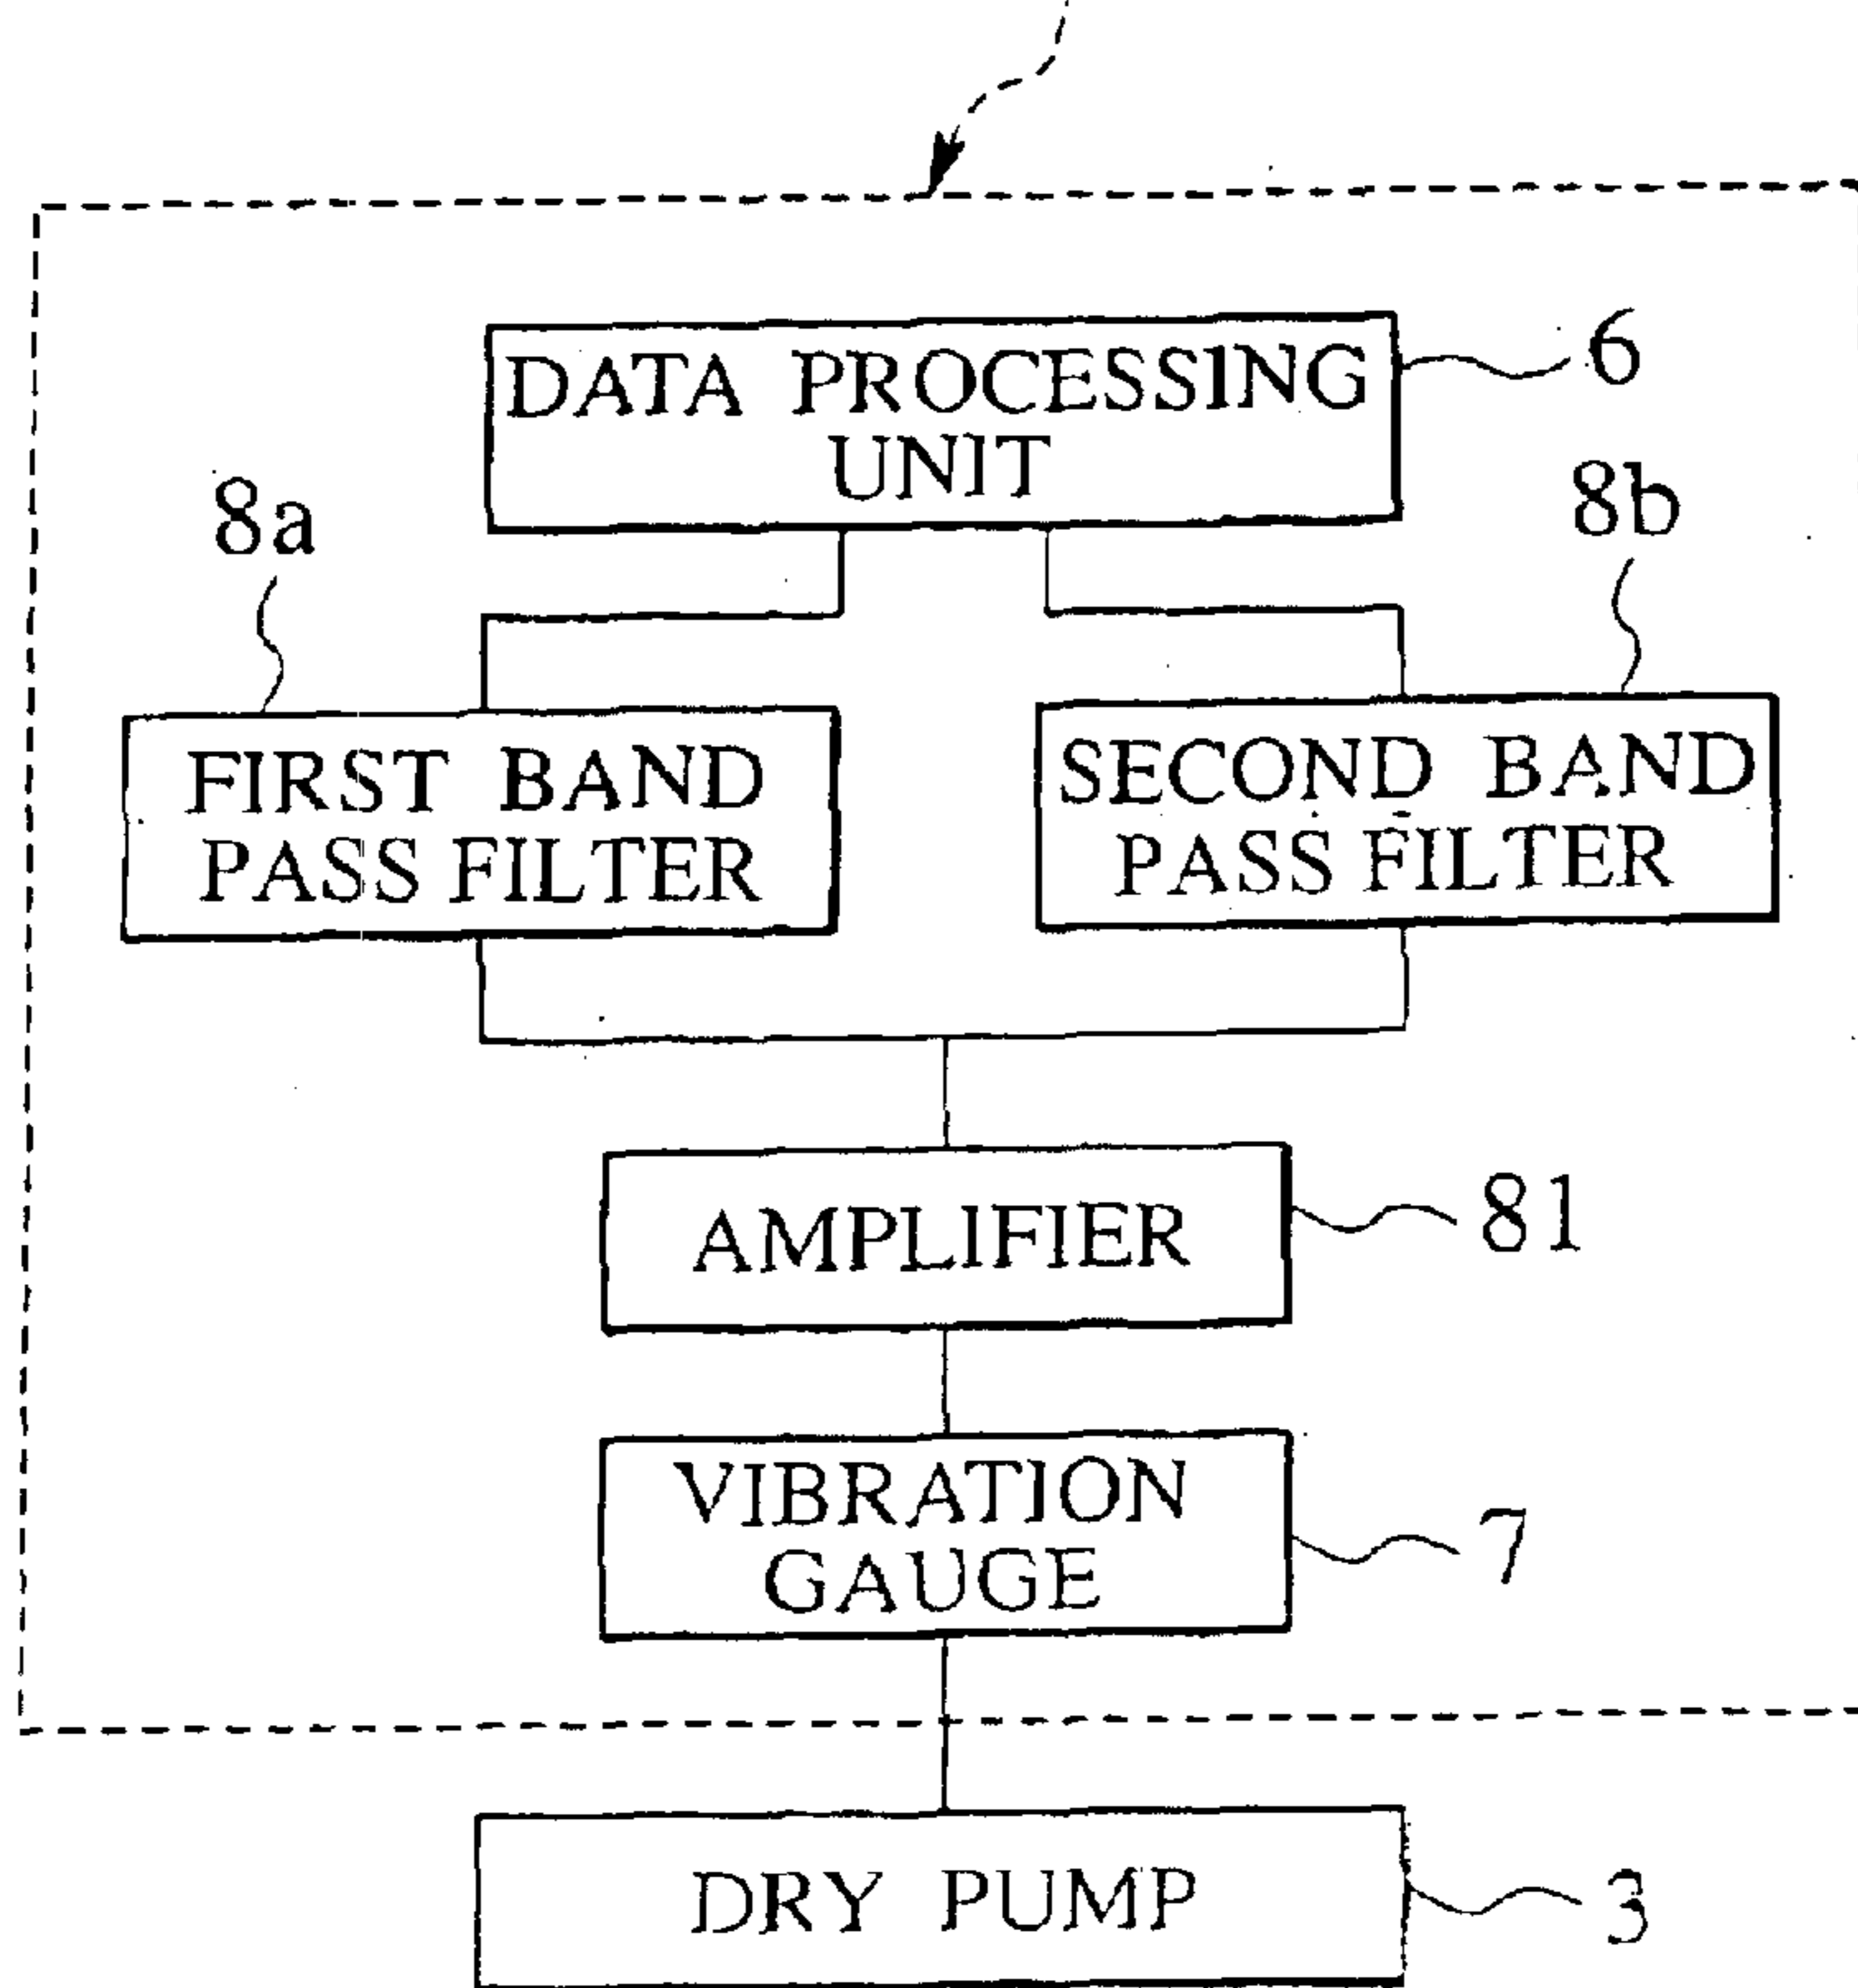 DATA PROCESSING
UNIT
6
8a
8b
FIRST BAND
PASS FILTER
SECOND BAND
PASS FILTER
AMPLIFIER
81
VIBRATION
GAUGE
7
DRY PUMP
3